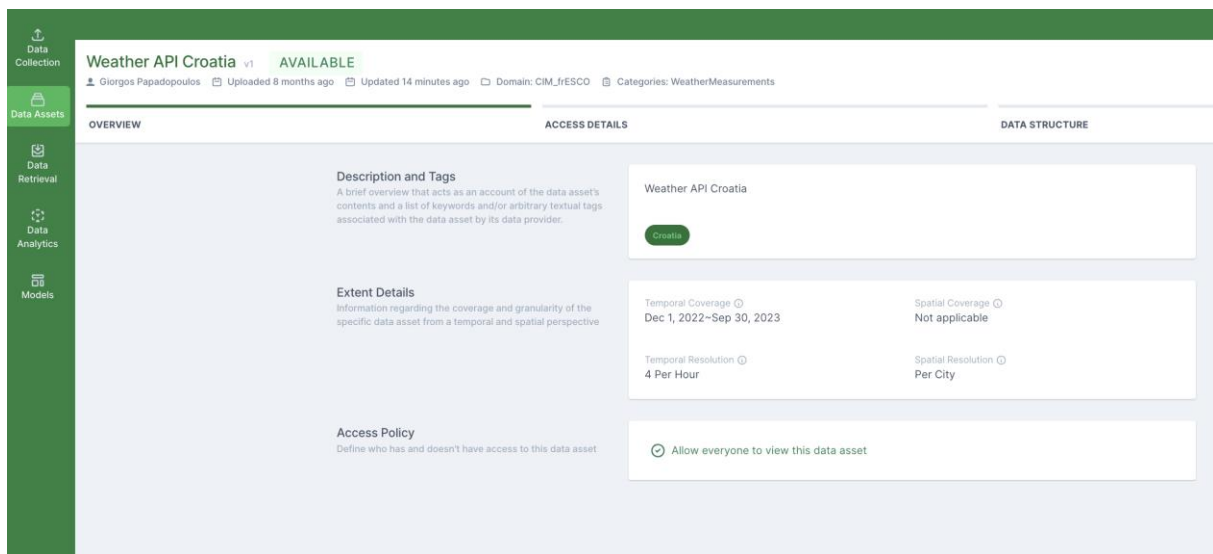 Data
Collection
Data Assets
Data
Retrieval
Data
Analytics
Models
Weather API Croatia v1 AVAILABLE
Giorgos Papadopoulos Uploaded 8 months ago Updated 14 minutes ago Domain: CIM_frESCO Categories: WeatherMeasurements
OVERVIEW ACCESS DETAILS DATA STRUCTURE
Description and Tags
A brief overview that acts as an account of the data asset's
contents and a list of keywords and/or arbitrary textual tags
associated with the data asset by its data provider.
Weather API Croatia
Croatia
Extent Details
Information regarding the coverage and granularity of the
specific data asset from a temporal and spatial perspective
Temporal Coverage
Dec 1, 2022~Sep 30, 2023
Spatial Coverage
Not applicable
Temporal Resolution
4 Per Hour
Spatial Resolution
Per City
Access Policy
Define who has and doesn't have access to this data asset
Allow everyone to view this data asset